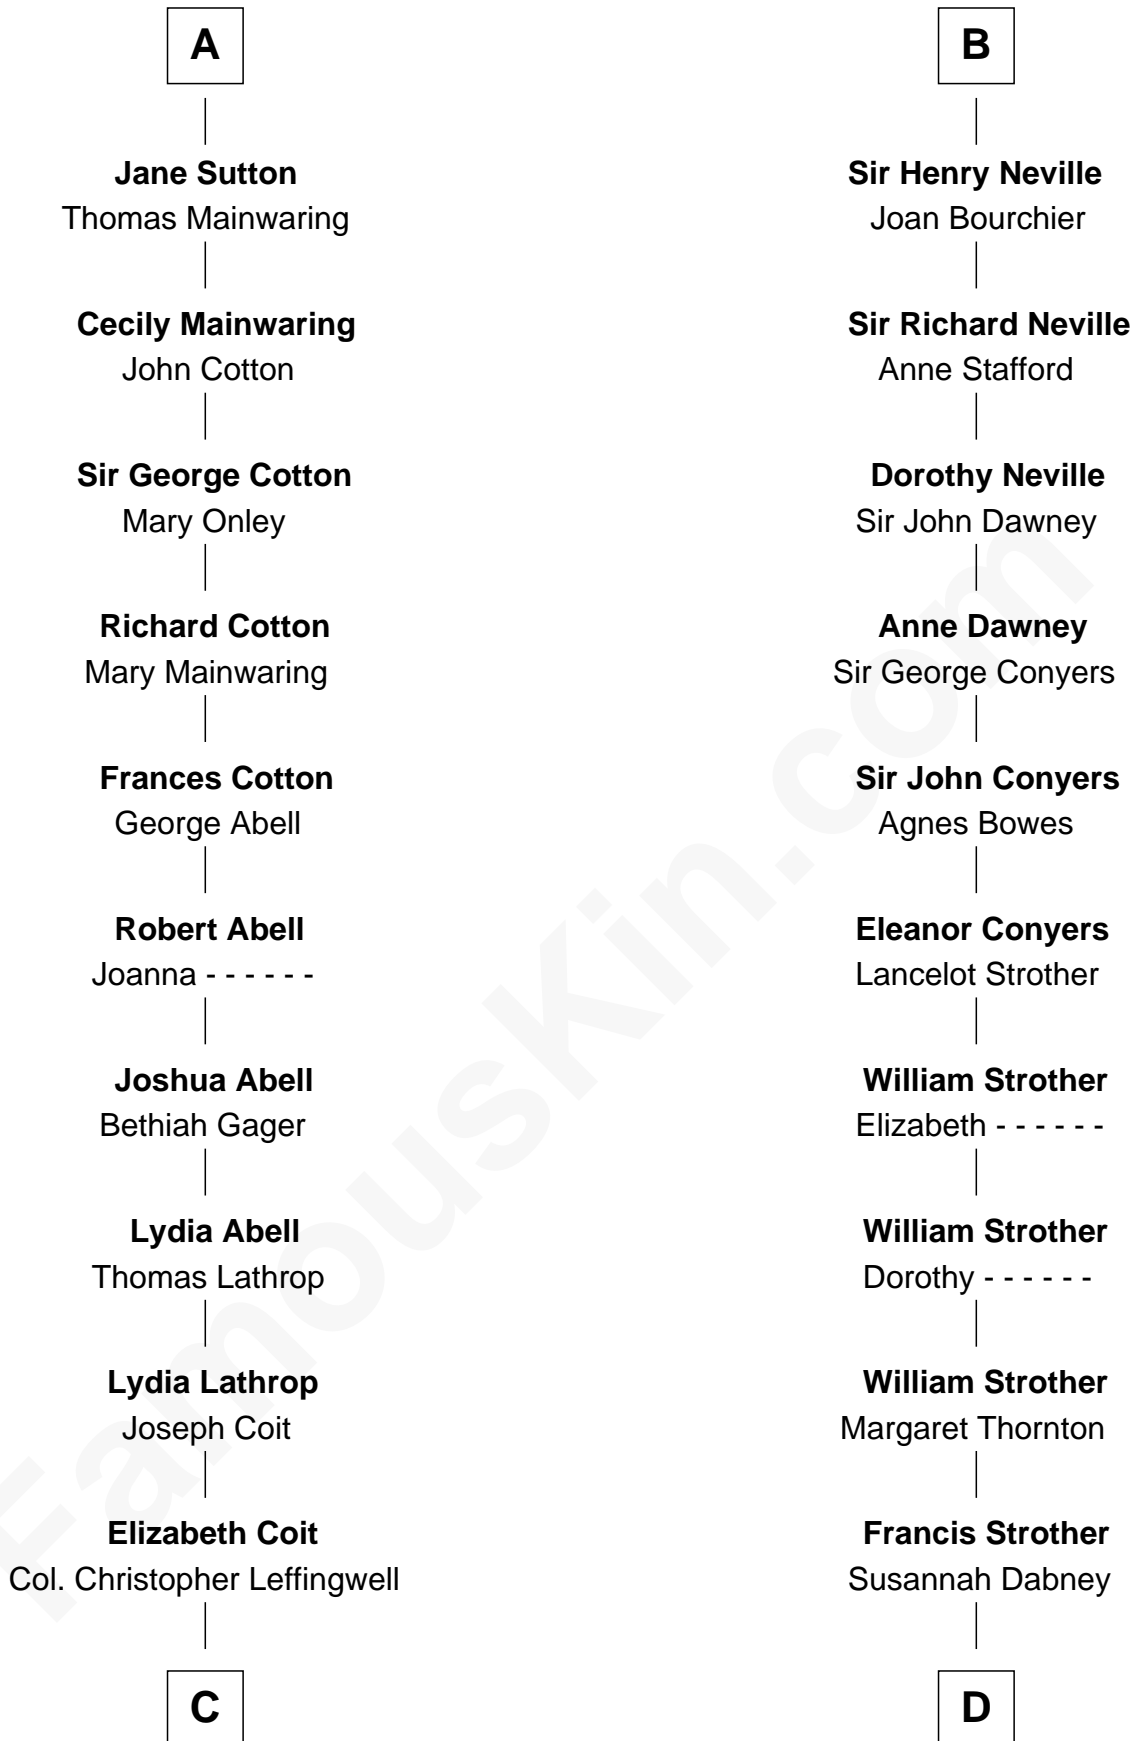 A
Jane Sutton
Thomas Mainwaring
Cecily Mainwaring
John Cotton
Sir George Cotton
Mary Onley
Richard Cotton
Mary Mainwaring
Frances Cotton
George Abell
Robert Abell
Joanna - - - - - -
Joshua Abell
Bethiah Gager
Lydia Abell
Thomas Lathrop
Lydia Lathrop
Joseph Coit
Elizabeth Coit
Col. Christopher Leffingwell
C
B
Sir Henry Neville
Joan Bourchier
Sir Richard Neville
Anne Stafford
Dorothy Neville
Sir John Dawney
Anne Dawney
Sir George Conyers
Sir John Conyers
Agnes Bowes
Eleanor Conyers
Lancelot Strother
William Strother
Elizabeth - - - - - -
William Strother
Dorothy - - - - - -
William Strother
Margaret Thornton
Francis Strother
Susannah Dabney
D
FamousKin.com